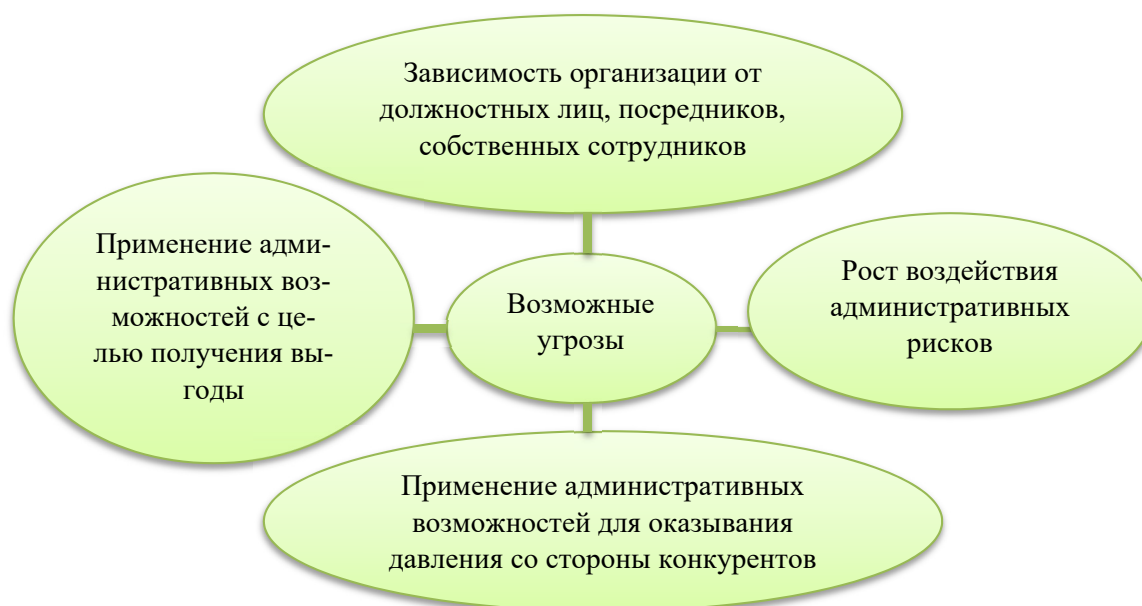 Зависимость организации от
должностных лиц, посредников,
собственных сотрудников
Применение адми-
нистративных воз-
можностей с це-
лью получения вы-
годы
Возможные
угрозы
Рост воздействия
административных
рисков
Применение административных
возможностей для оказывания
давления со стороны конкурентов